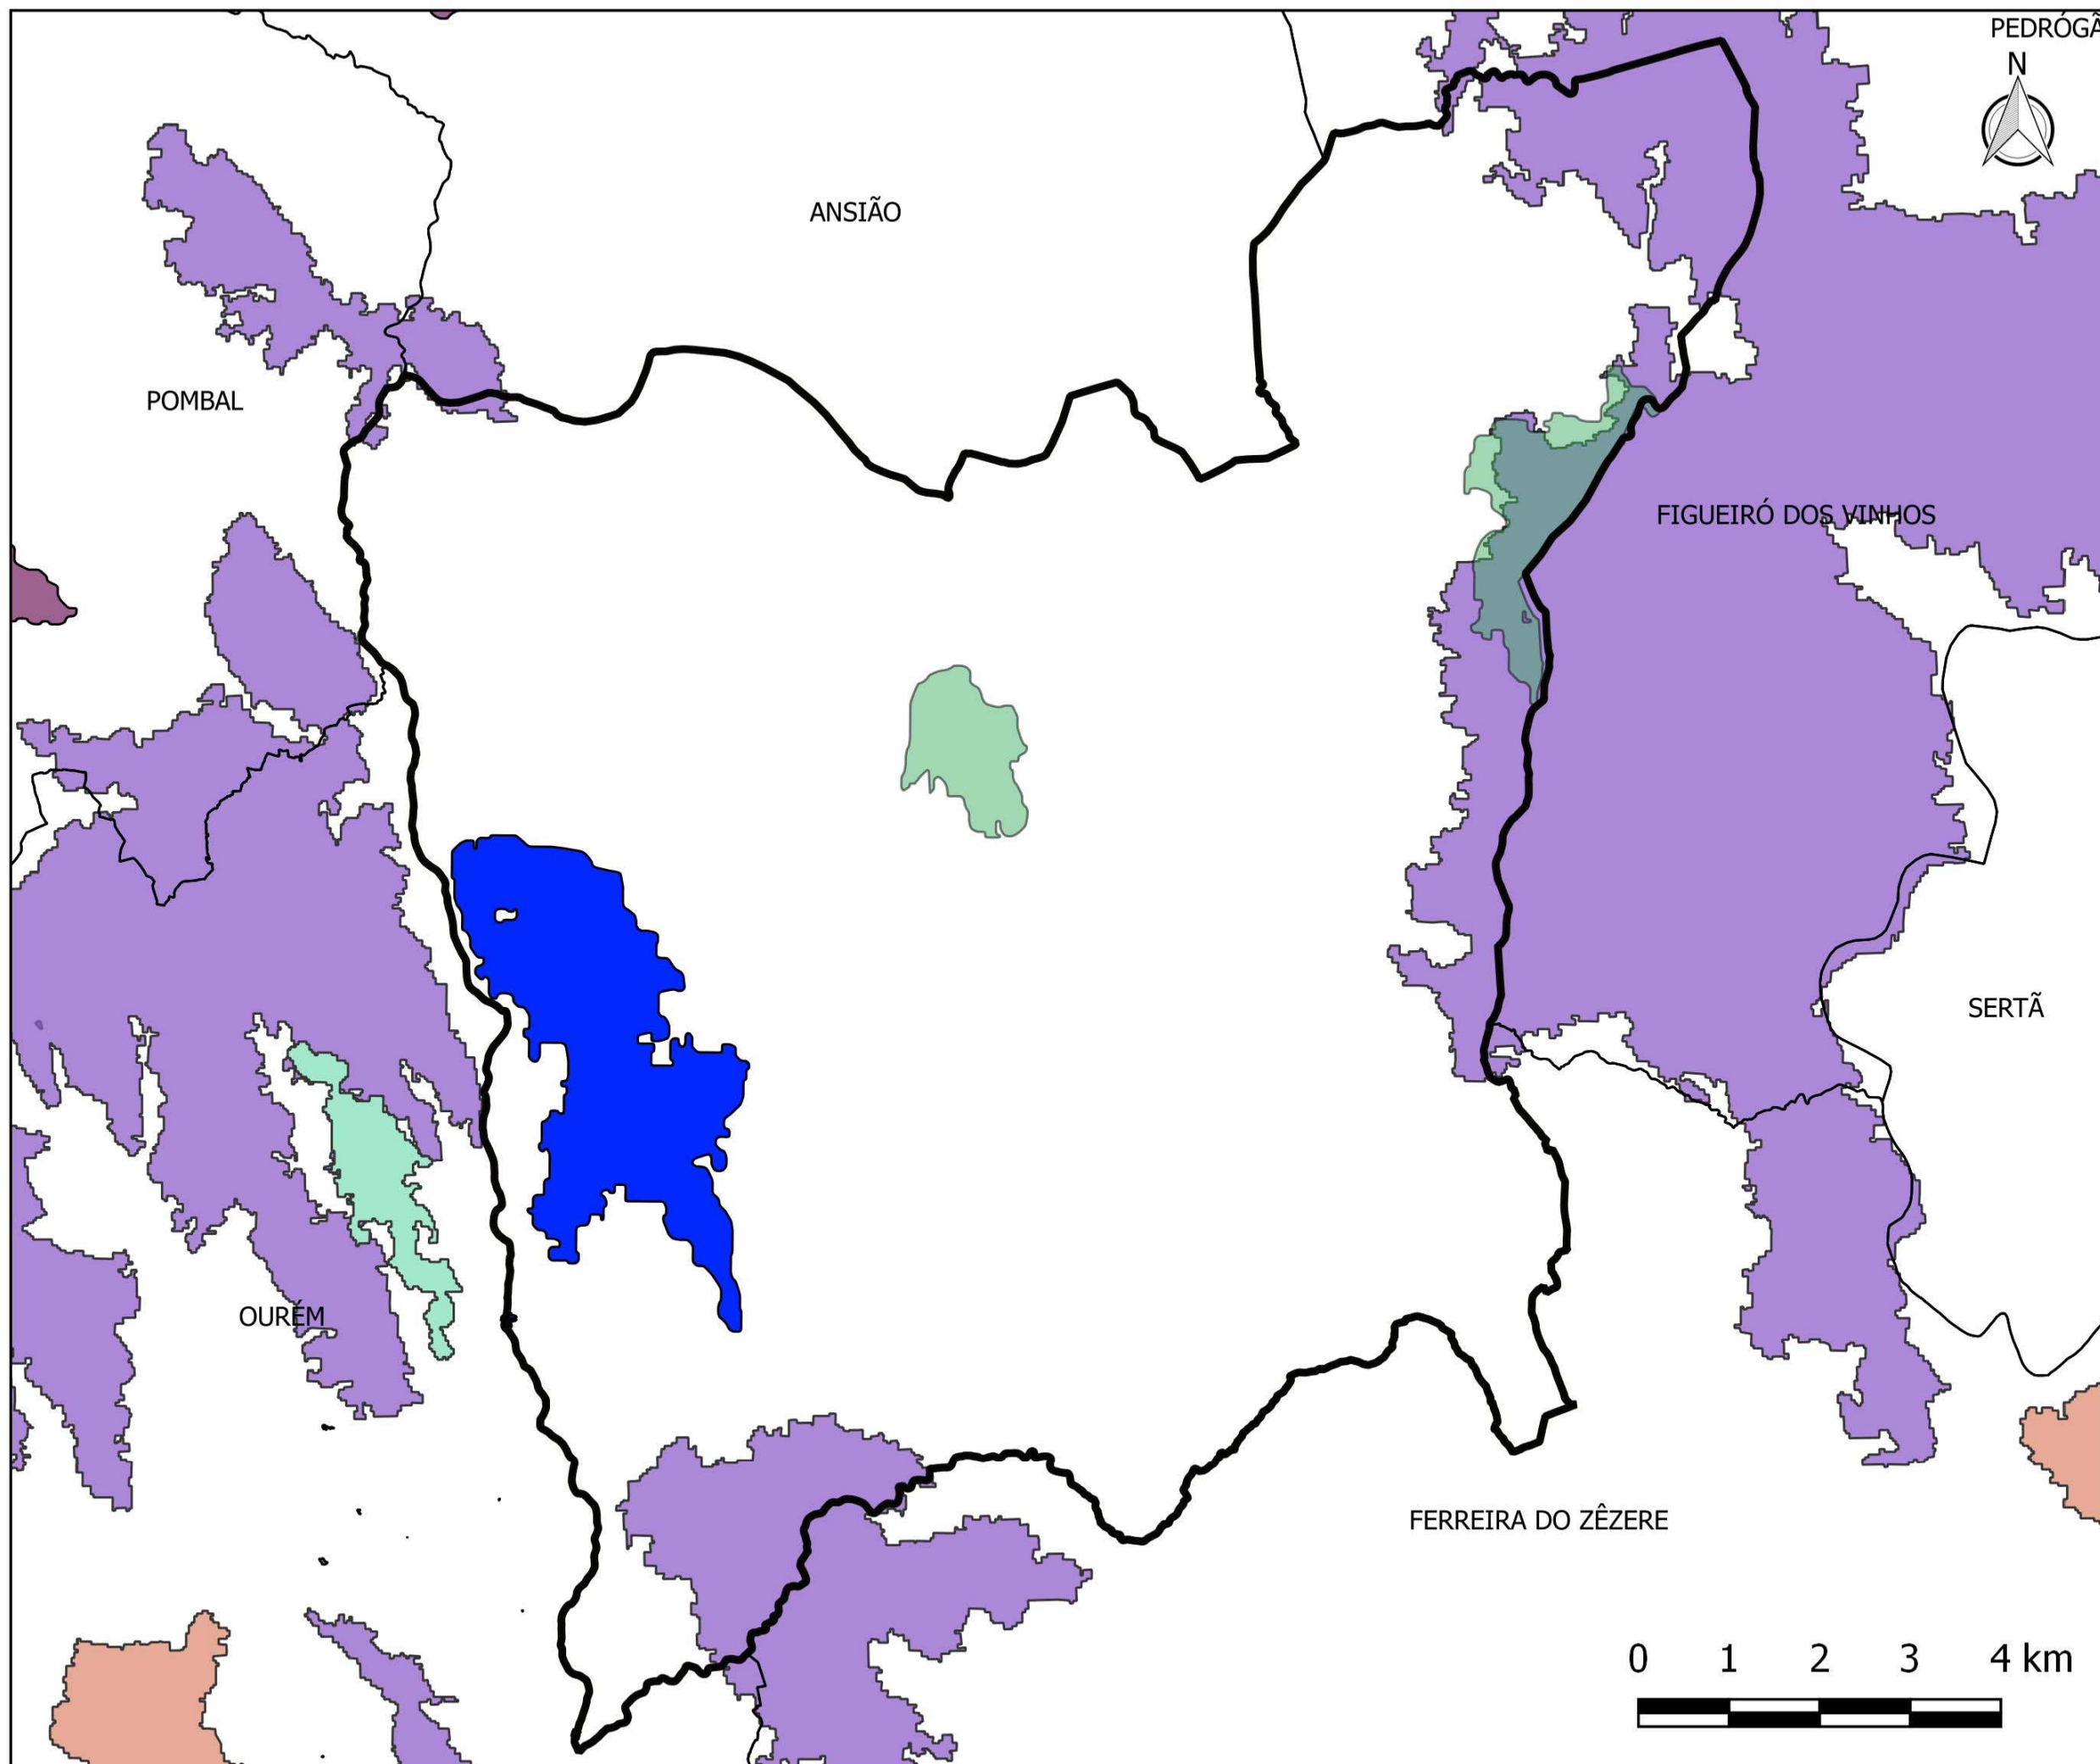 PEDRÓGÃ
N
ANSIÃO
POMBAL
FIGUEIRÓ DOS VINHOS
SERTÃ
OURÉM
FERREIRA DO ZÊZERE
0 1 2 3 4 km